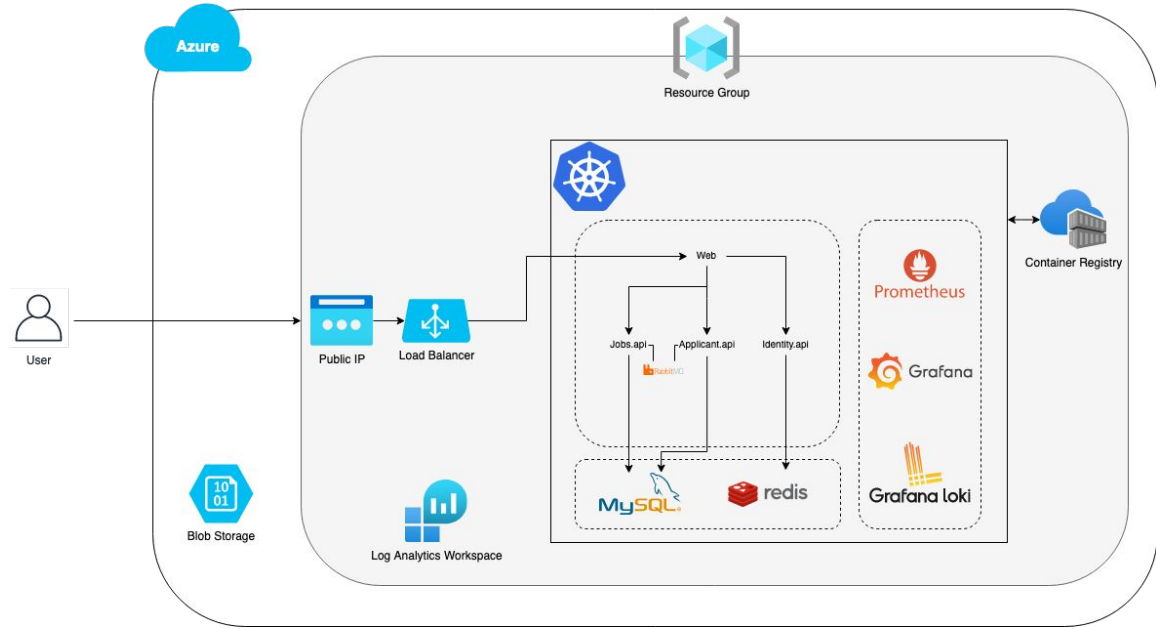 Azure
Resource Group
Container Registry
User
Public IP
Load Balancer
Web
Jobs.api
Applicant.api
Identity.api
RabbitMQ
Prometheus
Grafana
Grafana loki
MySQL®
redis
10
01
Blob Storage
Log Analytics Workspace